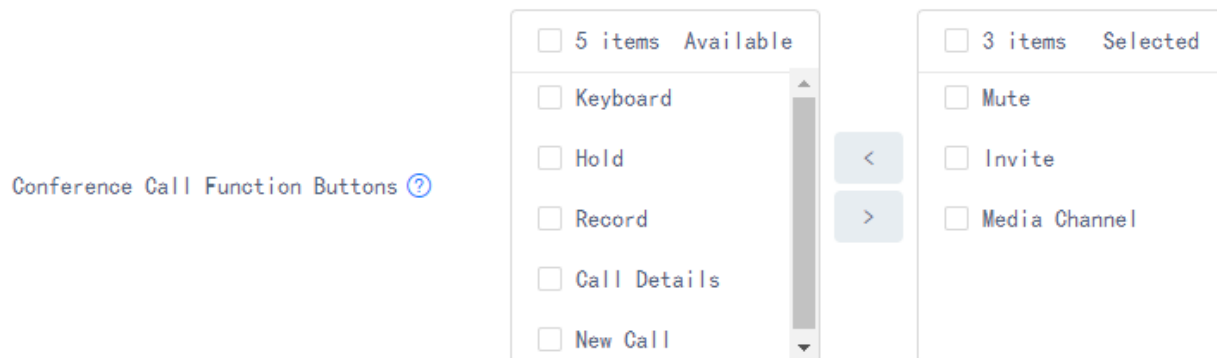 5 items Available
3 items Selected
Keyboard
Mute
Hold
<
Invite
Conference Call Function Buttons ?
Record
>
Media Channel
Call Details
New Call